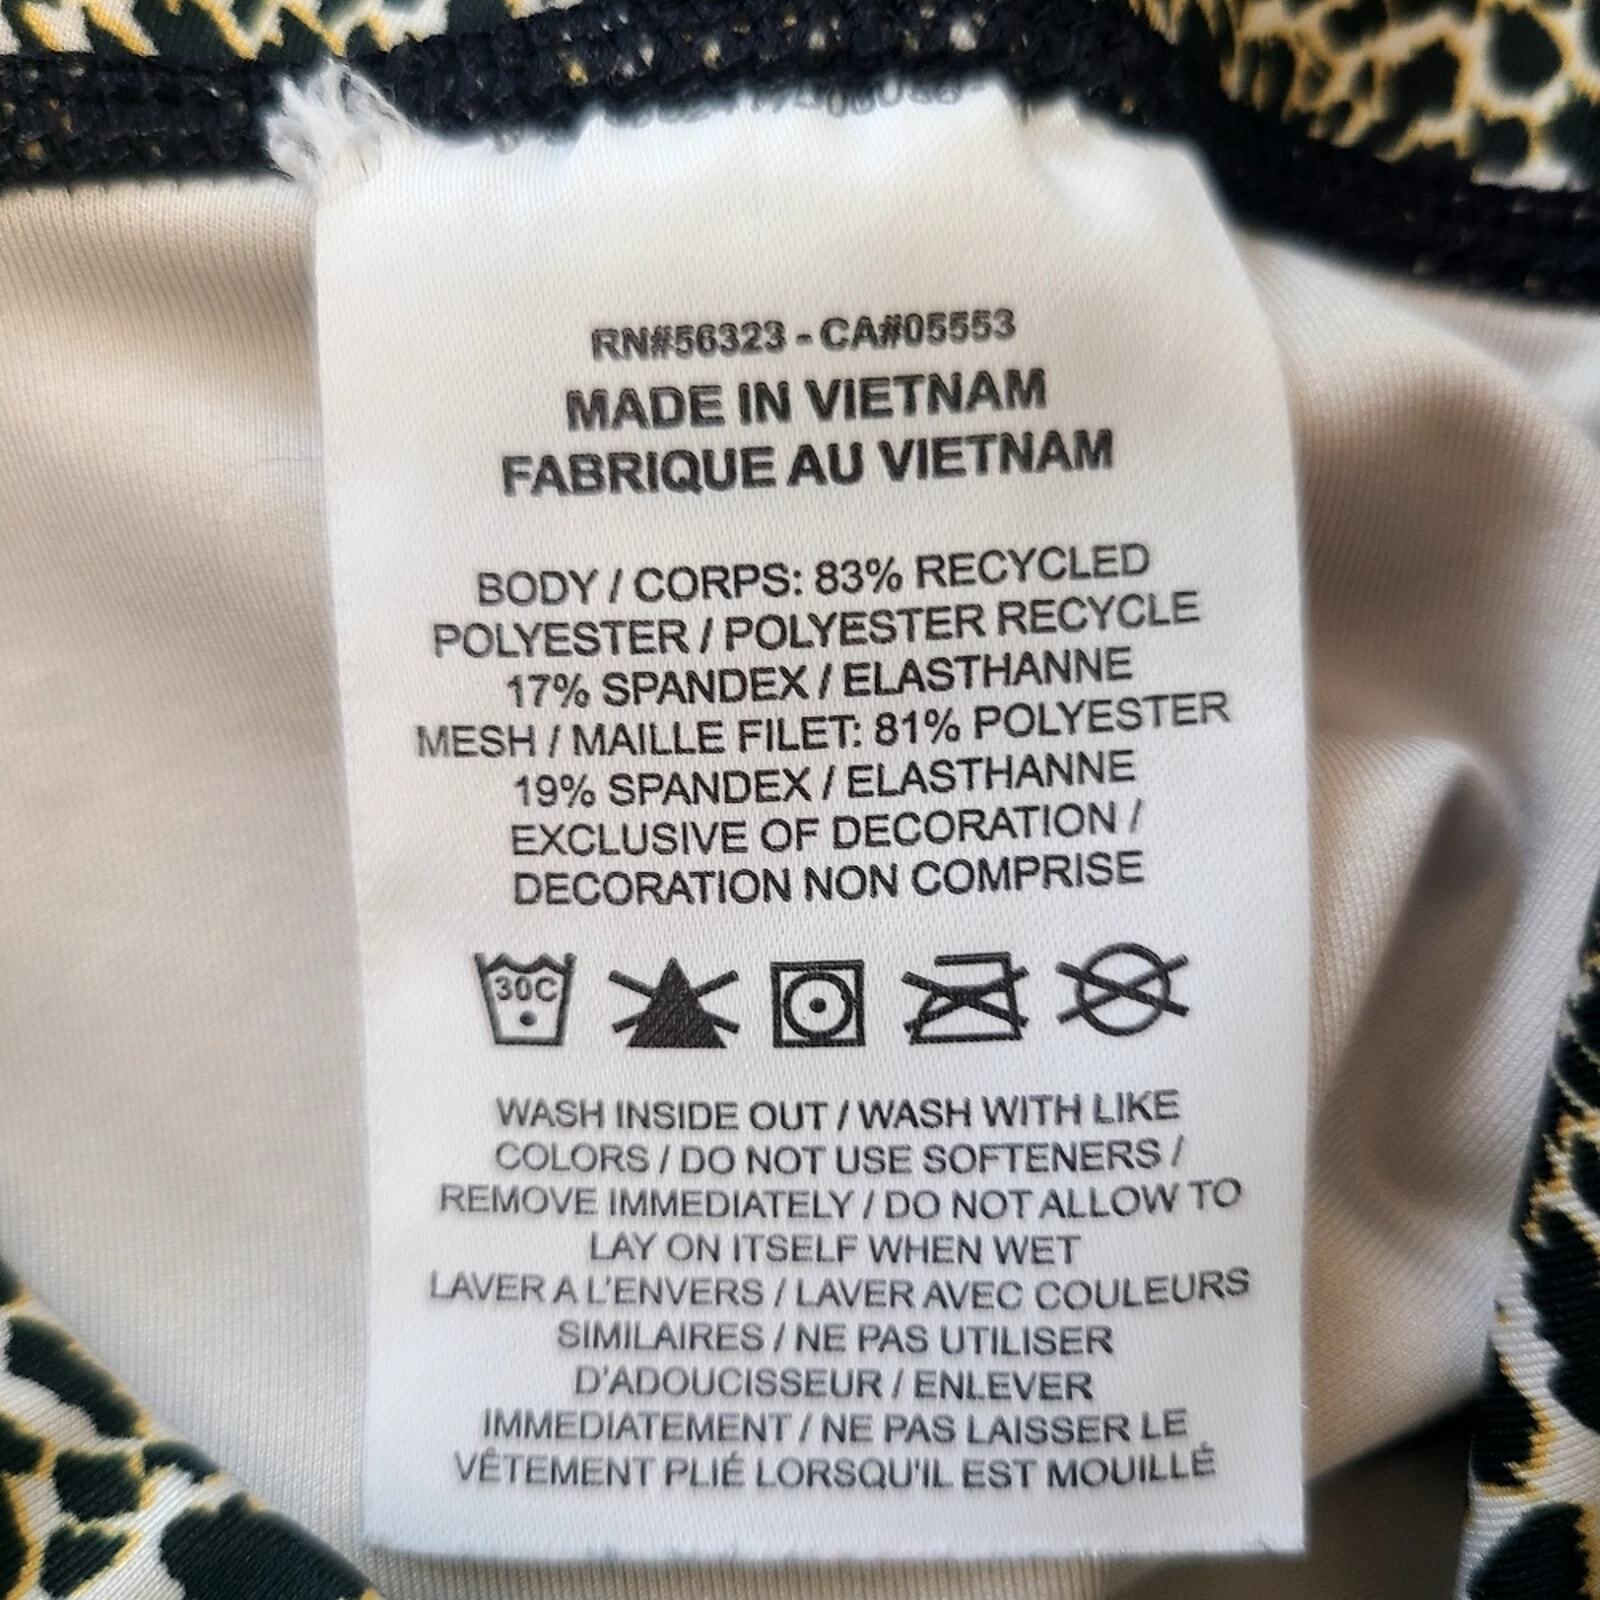 RN#56323 - CA#05553
MADE IN VIETNAM
FABRIQUE AU VIETNAM
BODY / CORPS: 83% RECYCLED
POLYESTER / POLYESTER RECYCLE
17% SPANDEX / ELASTHANNE
MESH / MAILLE FILET: 81% POLYESTER
19% SPANDEX / ELASTHANNE
EXCLUSIVE OF DECORATION /
DECORATION NON COMPRISE
30C
WASH INSIDE OUT / WASH WITH LIKE
COLORS / DO NOT USE SOFTENERS /
REMOVE IMMEDIATELY / DO NOT ALLOW TO
LAY ON ITSELF WHEN WET
LAVER A L'ENVERS / LAVER AVEC COULEURS
SIMILAIRES / NE PAS UTILISER
D'ADOUCISSEUR / ENLEVER
IMMEDIATEMENT / NE PAS LAISSER LE
VÊTEMENT PLIÉ LORSQU'IL EST MOUILLÉ